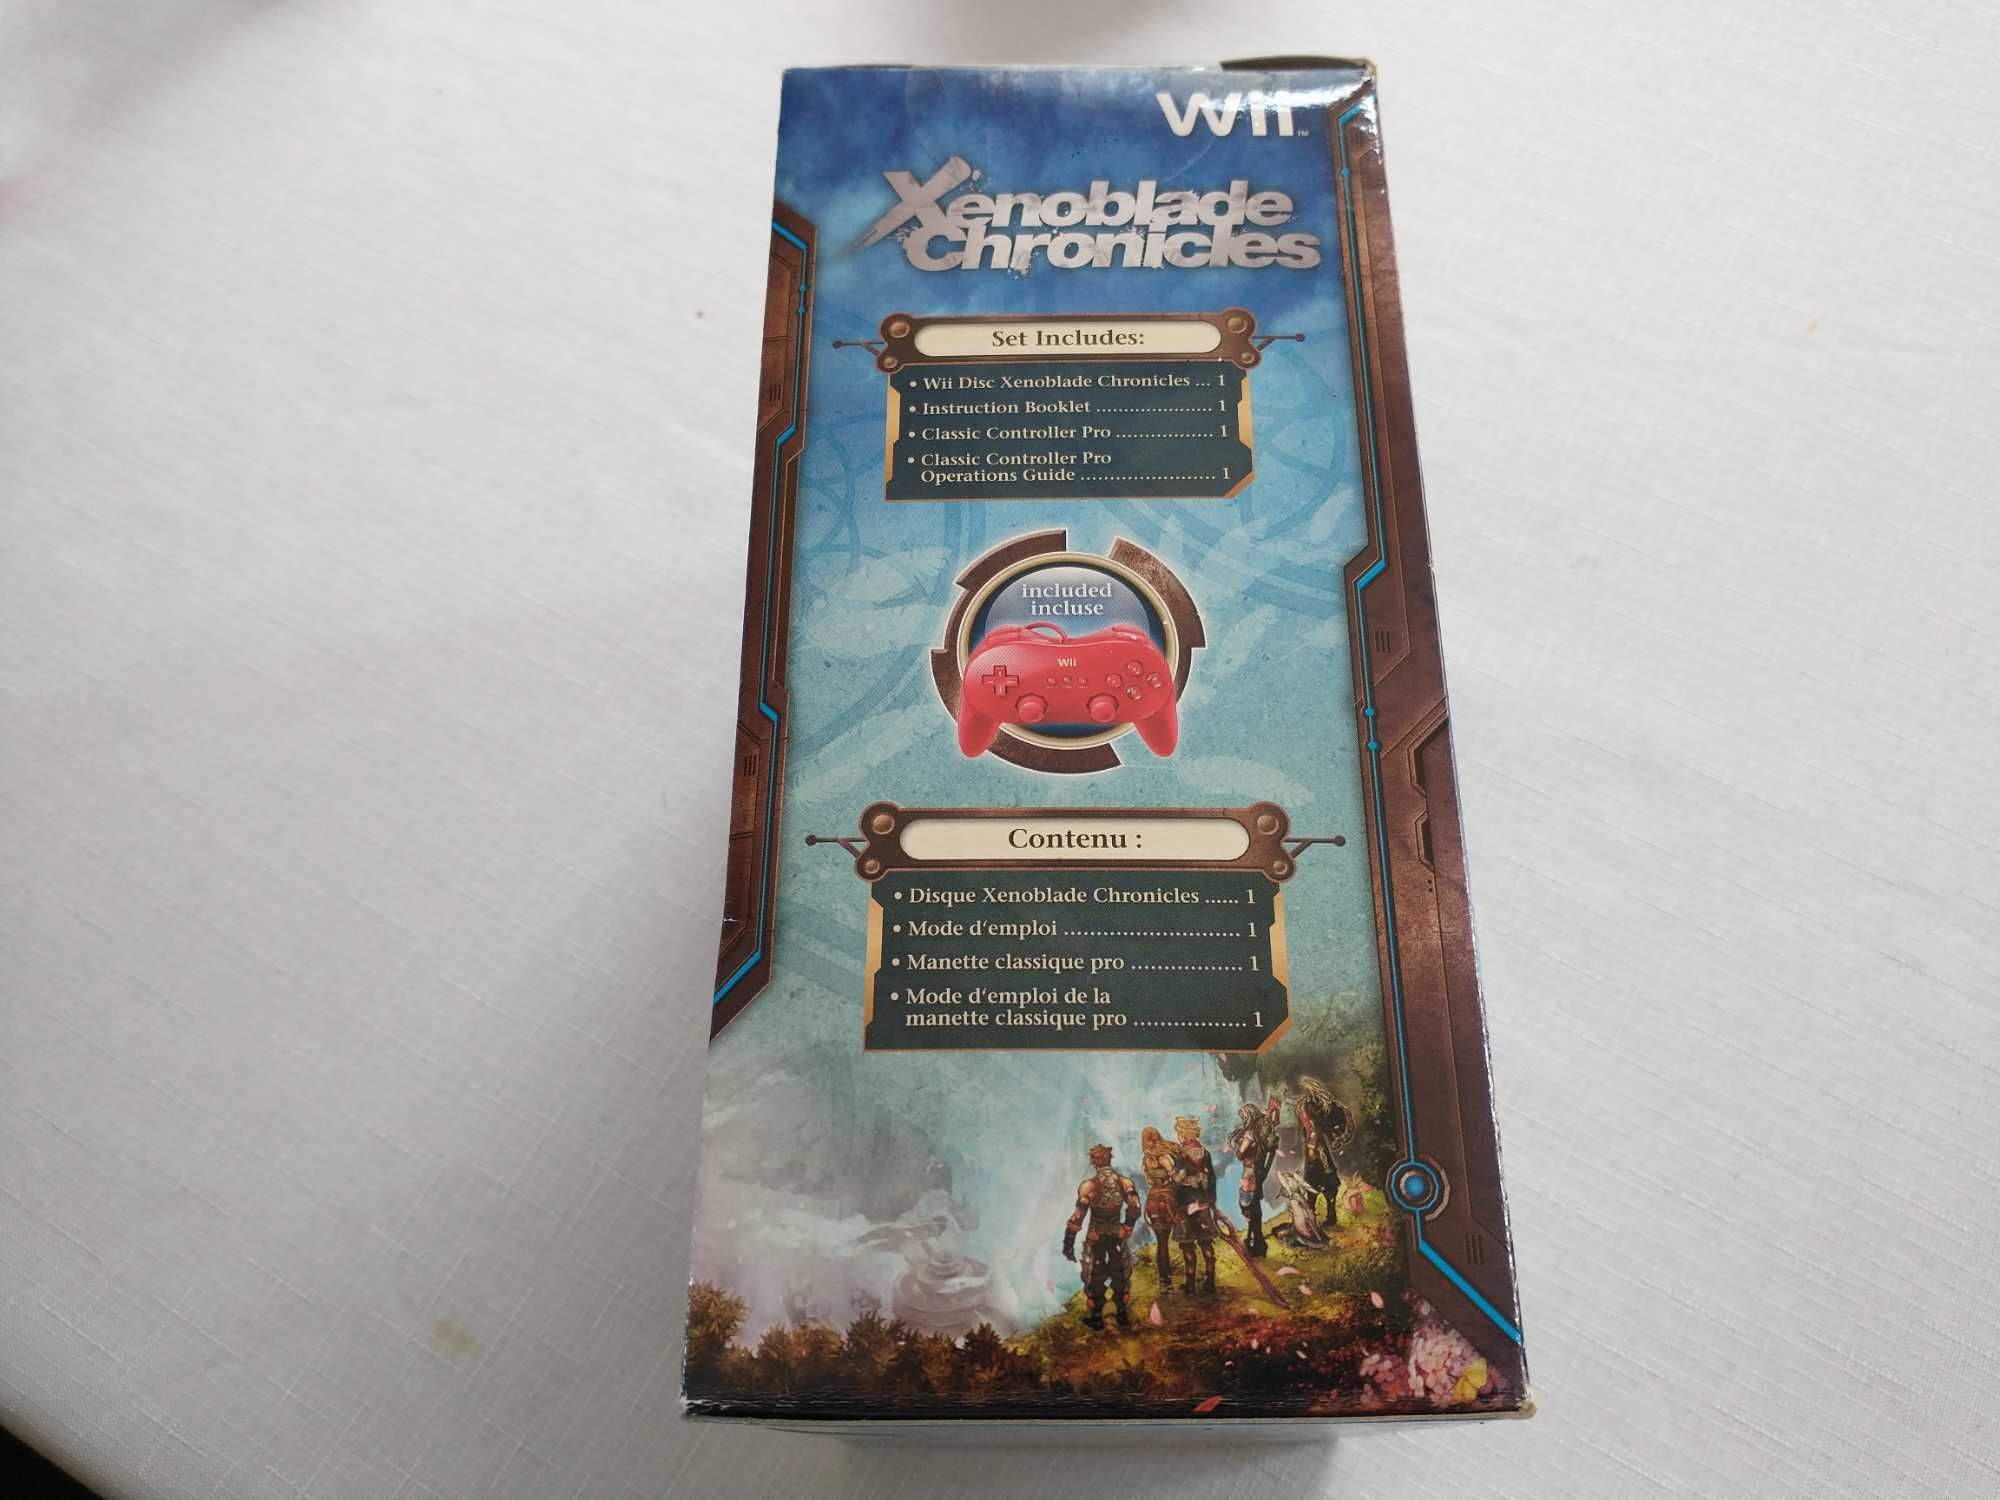 Wii™
Xenoblade
Chronicles
Set Includes:
• Wii Disc Xenoblade Chronicles ... 1
• Instruction Booklet ...................... 1
• Classic Controller Pro ................. 1
• Classic Controller Pro
Operations Guide ........................ 1
included
incluse
Wii
Contenu :
• Disque Xenoblade Chronicles ...... 1
• Mode d'emploi ........................... 1
• Manette classique pro ................. 1
• Mode d'emploi de la
manette classique pro ................. 1